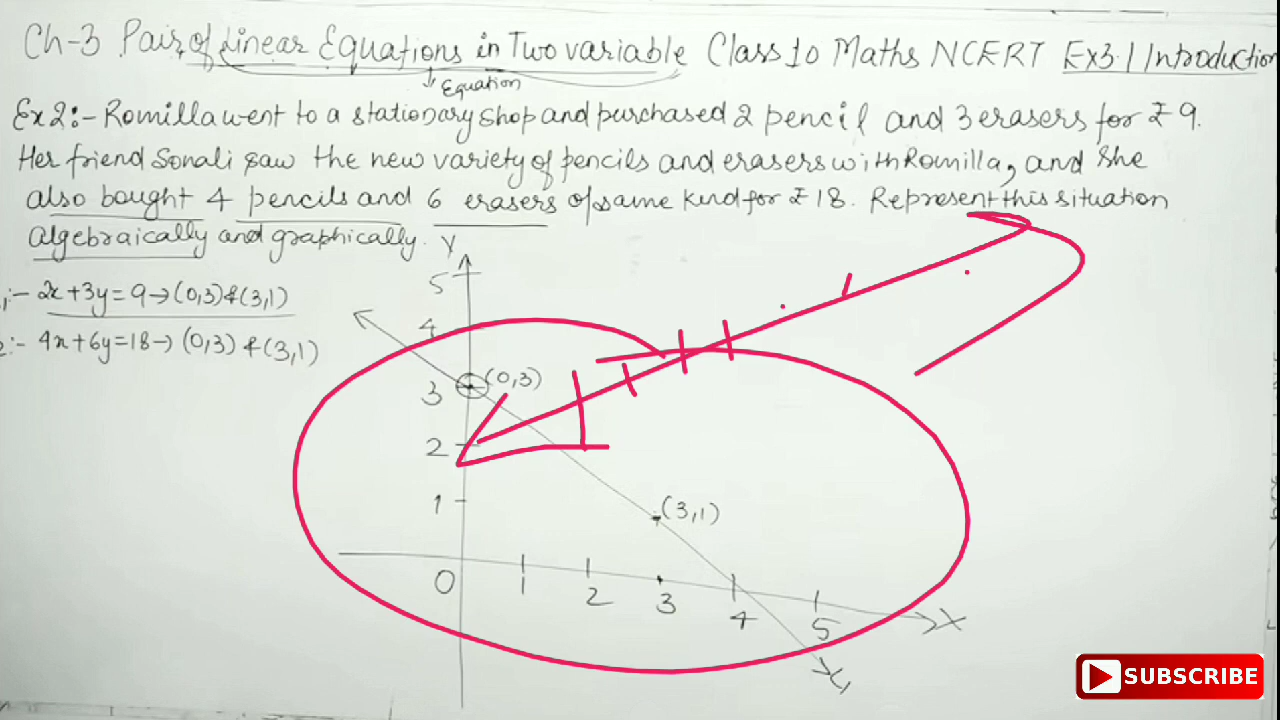 Ch-3 Pair of Linear Equations in Two variable Class 10 Maths NCERT Ex3.1 Introduction
Equation
Ex2:- Romilla went to a stationary shop and purchased 2 pencil and 3 erasers for ₹ 9.
Her friend Sonali saw the new variety of pencils and erasers with Romilla, and she
also bought 4 pencils and 6 erasers of same kind for ₹ 18. Represent this situation
algebraically and graphically.
Y
5
:- 2x+3y=9→(0,3)&(3,1)
4
:- 4x+6y=18→(0,3)&(3,1)
3
(0,3)
2
1
(3,1)
0
1 2 3 4 5
X
SUBSCRIBE